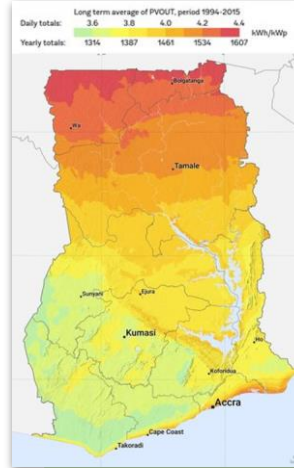 Long term average of PVOUT, period 1994-2015
Daily totals: 3.6 3.8 4.0 4.2 4.4
kWh/kWp
Yearly totals: 1314 1387 1461 1534 1607
Bolgatanga
Wa
Tamale
Sunyani
Ejura
Kumasi
Ho
Koforidua
Accra
Cape Coast
Takoradi